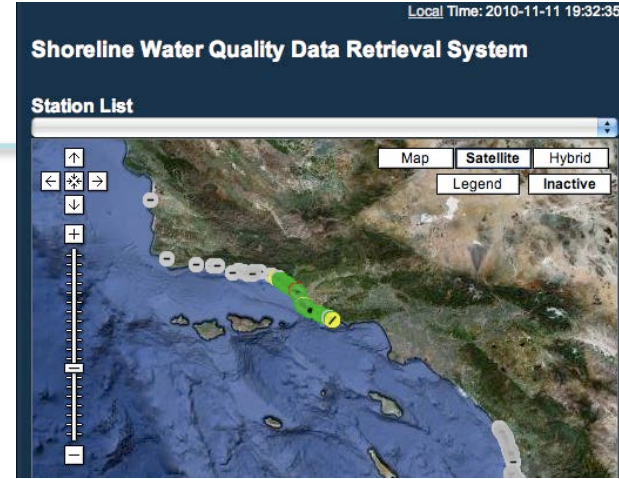 Local Time: 2010-11-11 19:32:35
Shoreline Water Quality Data Retrieval System
Station List
Map Satellite Hybrid
Legend Inactive